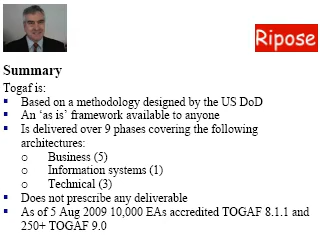 Ripose
Summary
Togaf is:
▪ Based on a methodology designed by the US DoD
▪ An ‘as is’ framework available to anyone
▪ Is delivered over 9 phases covering the following
architectures:
o Business (5)
o Information systems (1)
o Technical (3)
▪ Does not prescribe any deliverable
▪ As of 5 Aug 2009 10,000 EAs accredited TOGAF 8.1.1 and
250+ TOGAF 9.0